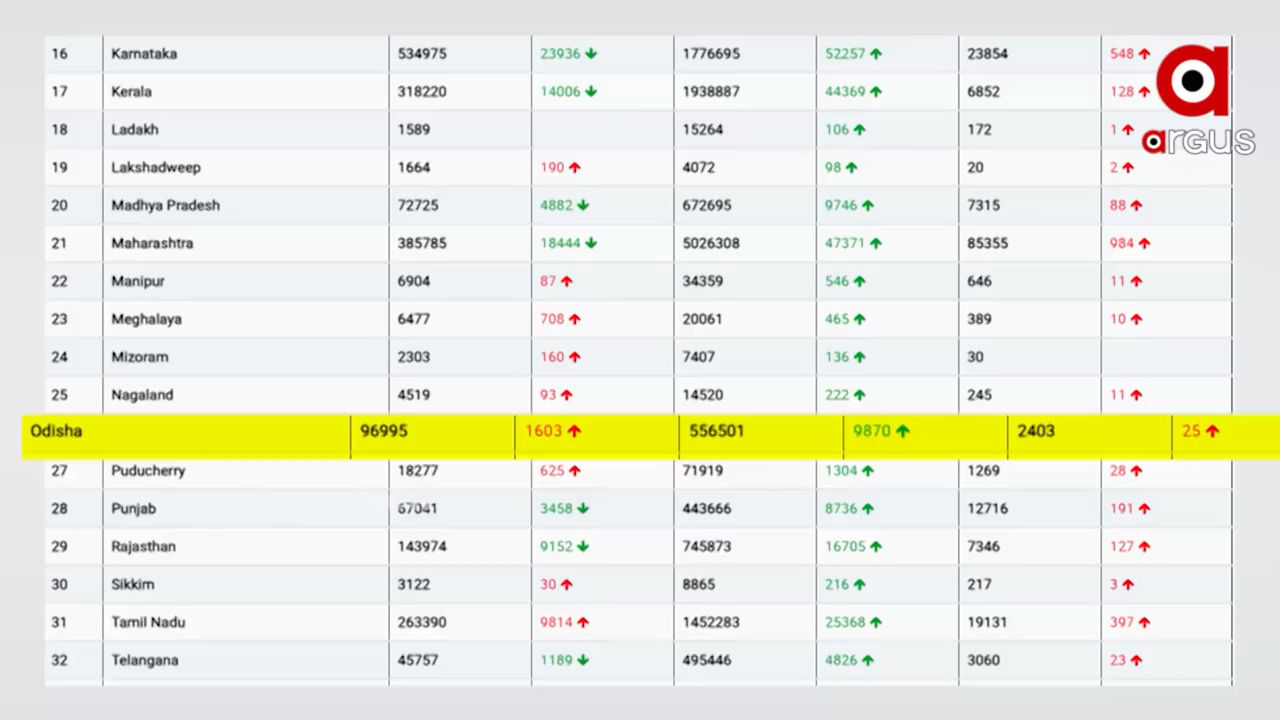 16 Karnataka 534975 23936 ↓ 1776695 52257 ↑ 23854 548 ↑
17 Kerala 318220 14006 ↓ 1938887 44369 ↑ 6852 128 ↑
18 Ladakh 1589 15264 106 ↑ 172 1 ↑
argus
19 Lakshadweep 1664 190 ↑ 4072 98 ↑ 20 2 ↑
20 Madhya Pradesh 72725 4882 ↓ 672695 9746 ↑ 7315 88 ↑
21 Maharashtra 385785 18444 ↓ 5026308 47371 ↑ 85355 984 ↑
22 Manipur 6904 87 ↑ 34359 546 ↑ 646 11 ↑
23 Meghalaya 6477 708 ↑ 20061 465 ↑ 389 10 ↑
24 Mizoram 2303 160 ↑ 7407 136 ↑ 30
25 Nagaland 4519 93 ↑ 14520 222 ↑ 245 11 ↑
Odisha 96995 1603 ↑ 556501 9870 ↑ 2403 25 ↑
27 Puducherry 18277 625 ↑ 71919 1304 ↑ 1269 28 ↑
28 Punjab 67041 3458 ↓ 443666 8736 ↑ 12716 191 ↑
29 Rajasthan 143974 9152 ↓ 745873 16705 ↑ 7346 127 ↑
30 Sikkim 3122 30 ↑ 8865 216 ↑ 217 3 ↑
31 Tamil Nadu 263390 9814 ↑ 1452283 25368 ↑ 19131 397 ↑
32 Telangana 45757 1189 ↓ 495446 4826 ↑ 3060 23 ↑